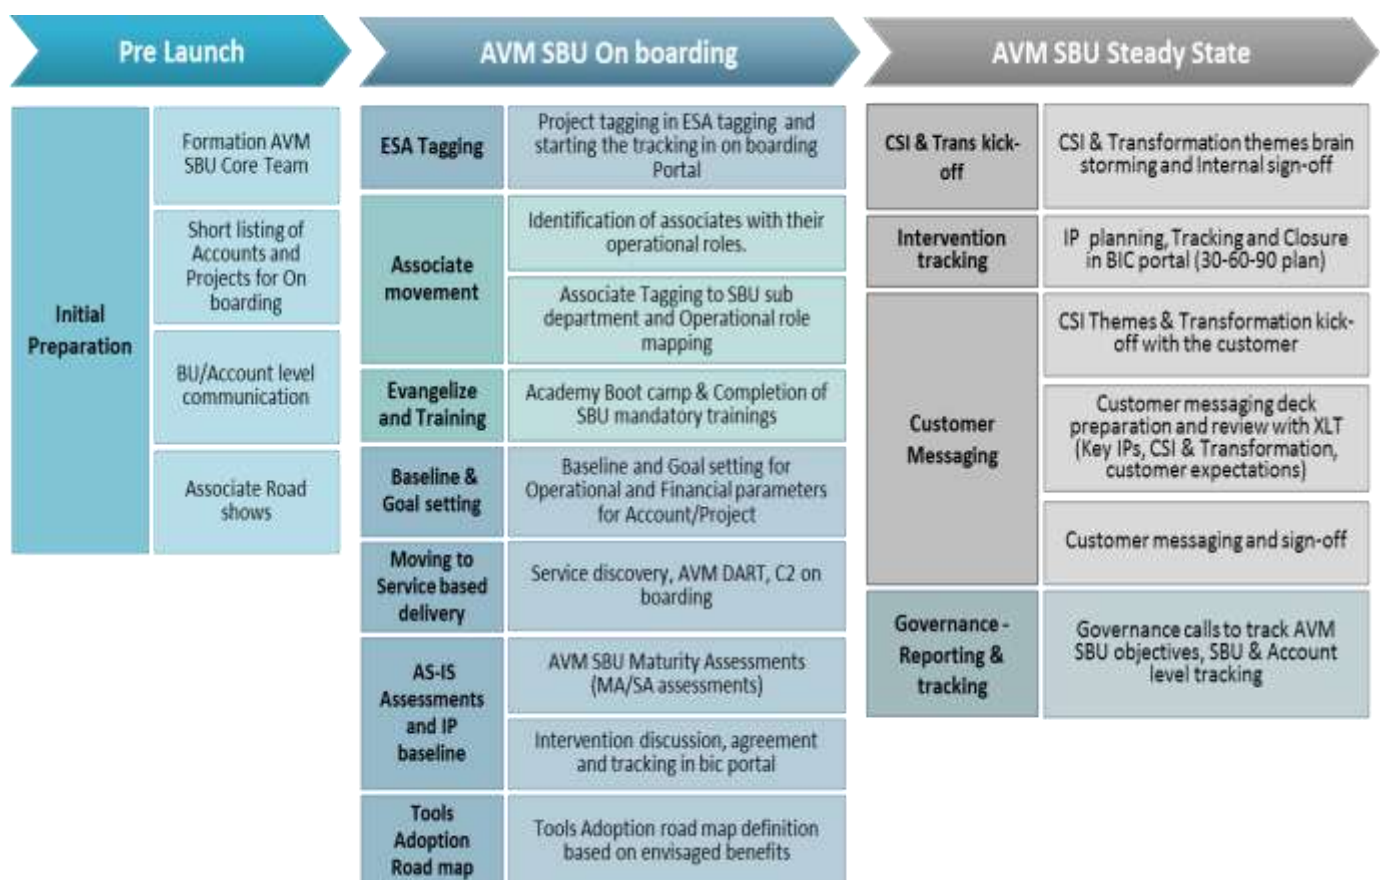 Pre Launch
AVM SBU On boarding
AVM SBU Steady State
Initial
Preparation
Formation AVM
SBU Core Team
Short listing of
Accounts and
Projects for On
boarding
BU/Account level
communication
Associate Road
shows
ESA Tagging
Project tagging in ESA tagging and
starting the tracking in on boarding
Portal
Associate
movement
Identification of associates with their
operational roles.
Associate Tagging to SBU sub
department and Operational role
mapping
Evangelize
and Training
Academy Boot camp & Completion of
SBU mandatory trainings
Baseline &
Goal setting
Baseline and Goal setting for
Operational and Financial parameters
for Account/Project
Moving to
Service based
delivery
Service discovery, AVM DART, C2 on
boarding
AS-IS
Assessments
and IP
baseline
AVM SBU Maturity Assessments
(MA/SA assessments)
Intervention discussion, agreement
and tracking in bic portal
Tools
Adoption
Road map
Tools Adoption road map definition
based on envisaged benefits
CSI & Trans kick-
off
CSI & Transformation themes brain
storming and Internal sign-off
Intervention
tracking
IP planning, Tracking and Closure
in BIC portal (30-60-90 plan)
Customer
Messaging
CSI Themes & Transformation kick-
off with the customer
Customer messaging deck
preparation and review with XLT
(Key IPs, CSI & Transformation,
customer expectations)
Customer messaging and sign-off
Governance -
Reporting &
tracking
Governance calls to track AVM
SBU objectives, SBU & Account
level tracking